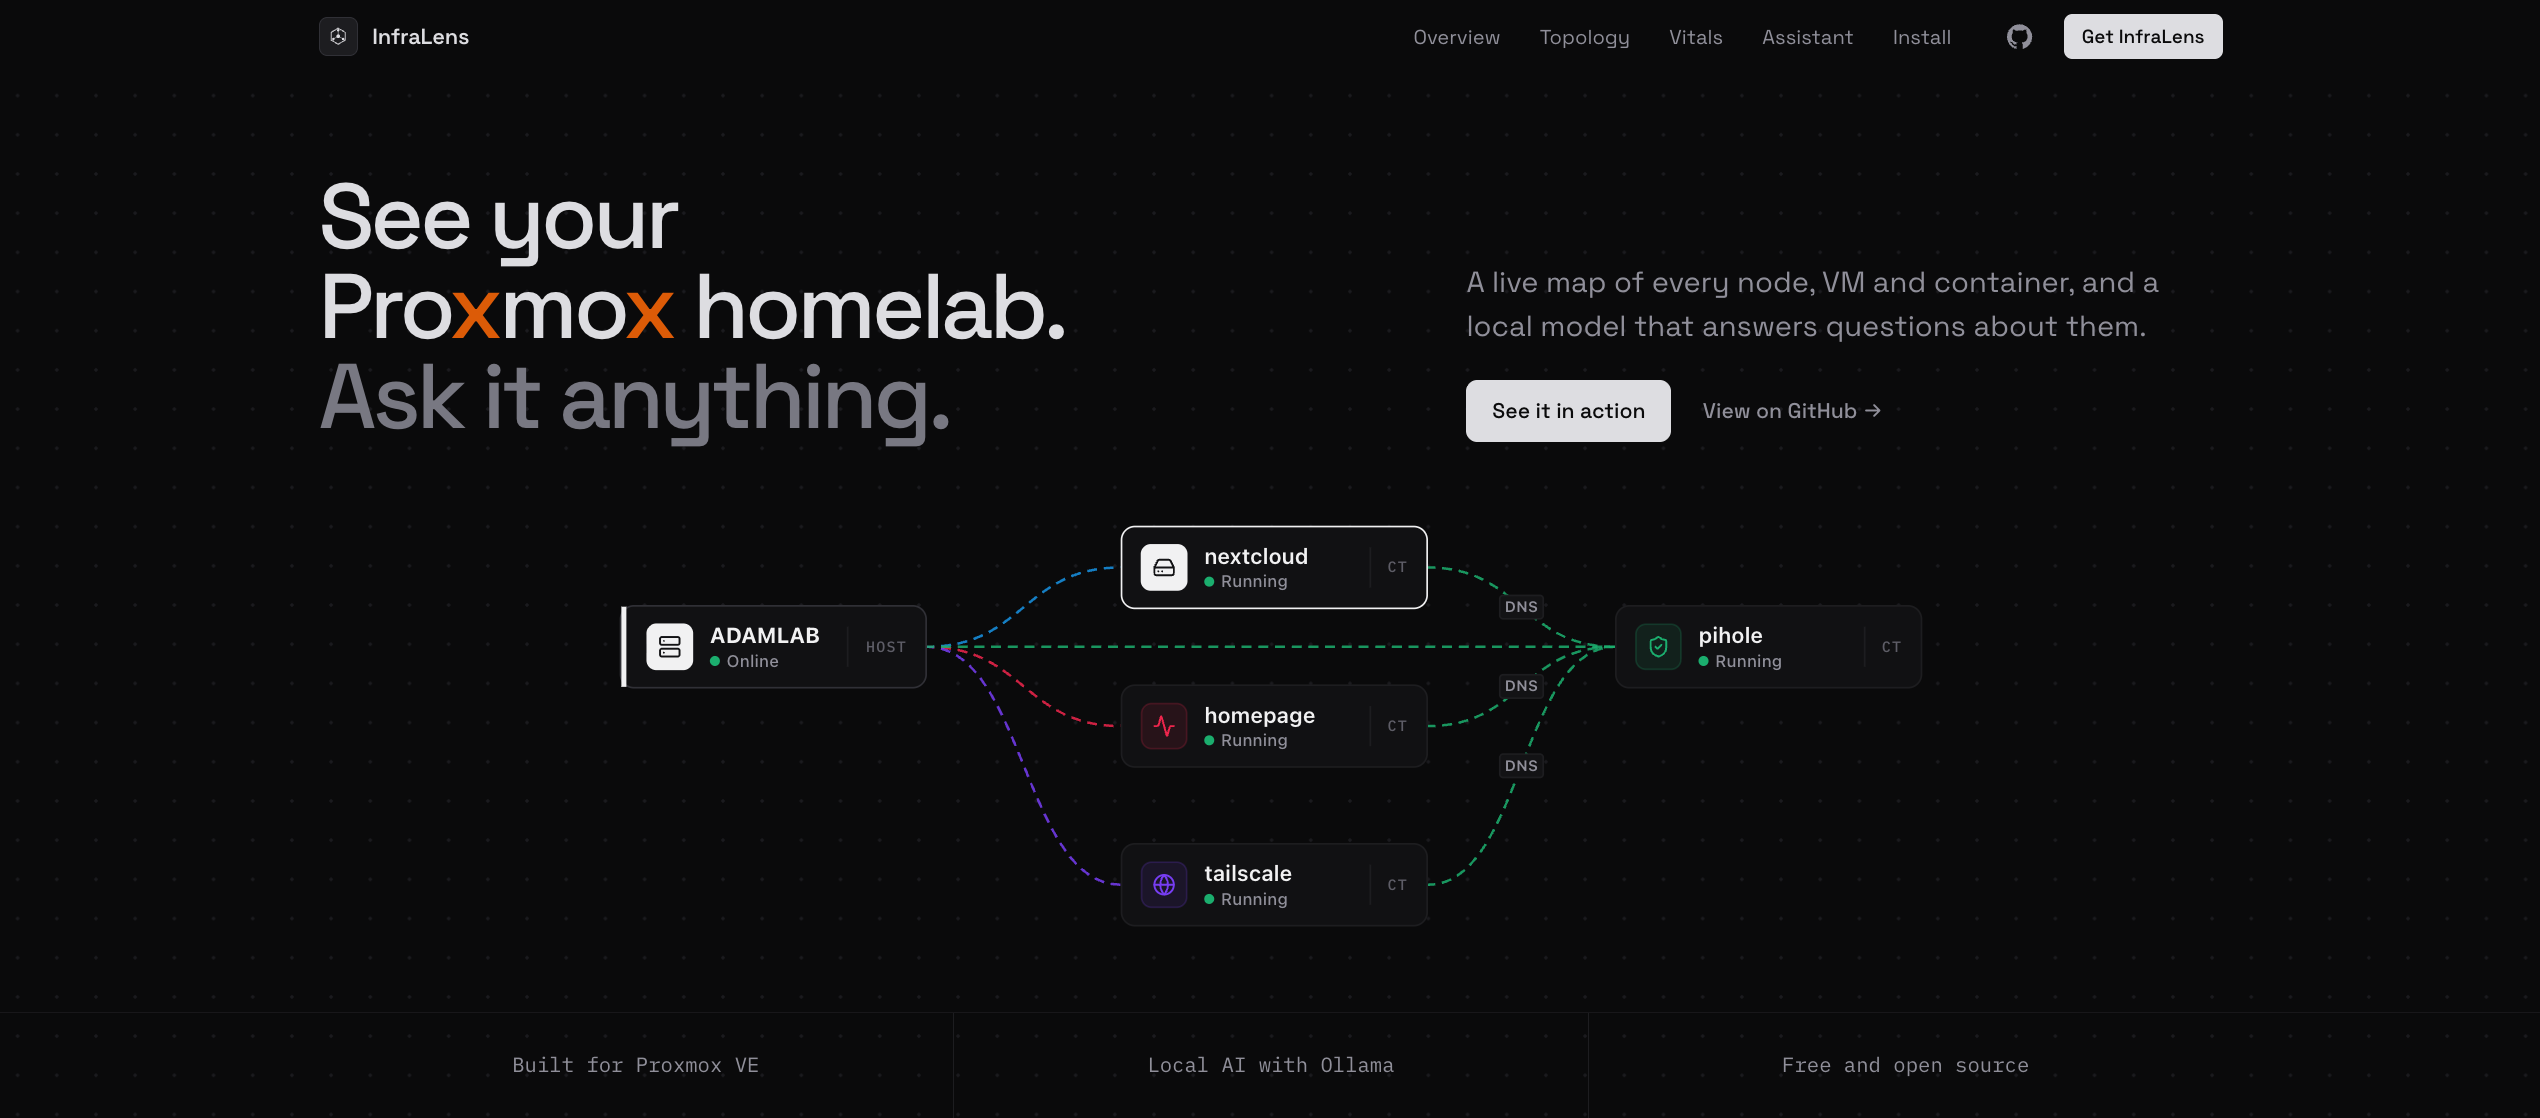 InfraLens
Overview
Topology
Vitals
Assistant
Install
Get InfraLens
See your
Proxmox homelab.
Ask it anything.
A live map of every node, VM and container, and a
local model that answers questions about them.
See it in action
View on GitHub →
ADAMLAB
Online
HOST
nextcloud
Running
CT
homepage
Running
CT
tailscale
Running
CT
DNS
DNS
DNS
pihole
Running
CT
Built for Proxmox VE
Local AI with Ollama
Free and open source